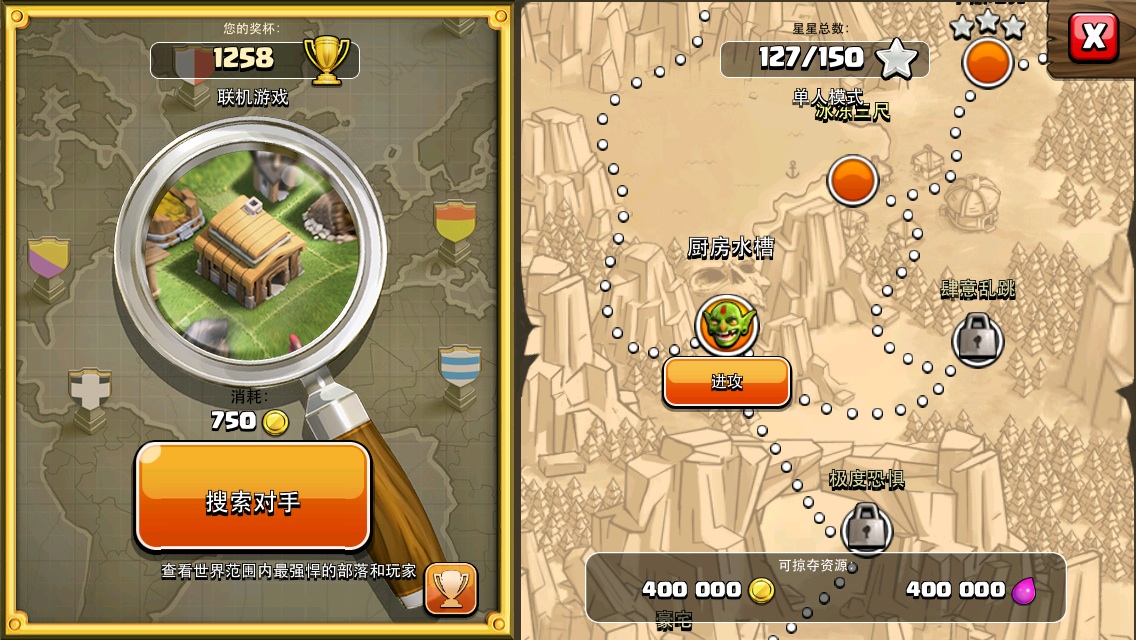 您的奖杯:
1258
联机游戏
消耗:
750
搜索对手
查看世界范围内最强悍的部落和玩家
星星总数:
127/150
X
单人模式
冰冻三尺
厨房水槽
进攻
肆意乱跳
极度恐惧
可掠夺资源:
400 000
400 000
豪宅